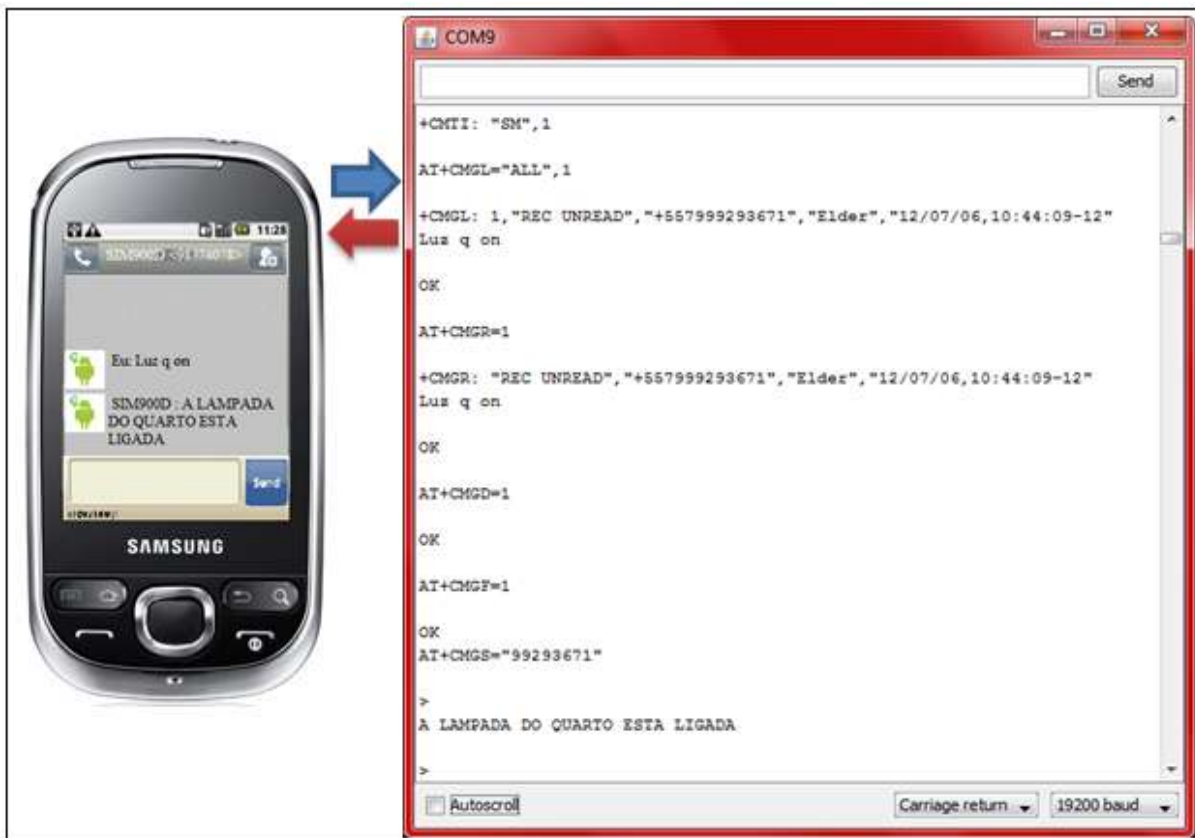 11:28
SIM900D
Eu: Luz q on
SIM900D : A LAMPADA
DO QUARTO ESTA
LIGADA
Send
SAMSUNG
COM9
Send
+CMTI: "SM",1
AT+CMGL="ALL",1
+CMGL: 1,"REC UNREAD","+557999293671","Elder","12/07/06,10:44:09-12"
Luz q on
OK
AT+CMGR=1
+CMGR: "REC UNREAD","+557999293671","Elder","12/07/06,10:44:09-12"
Luz q on
OK
AT+CMGD=1
OK
AT+CMGF=1
OK
AT+CMGS="99293671"
>
A LAMPADA DO QUARTO ESTA LIGADA
>
Autoscroll
Carriage return
19200 baud